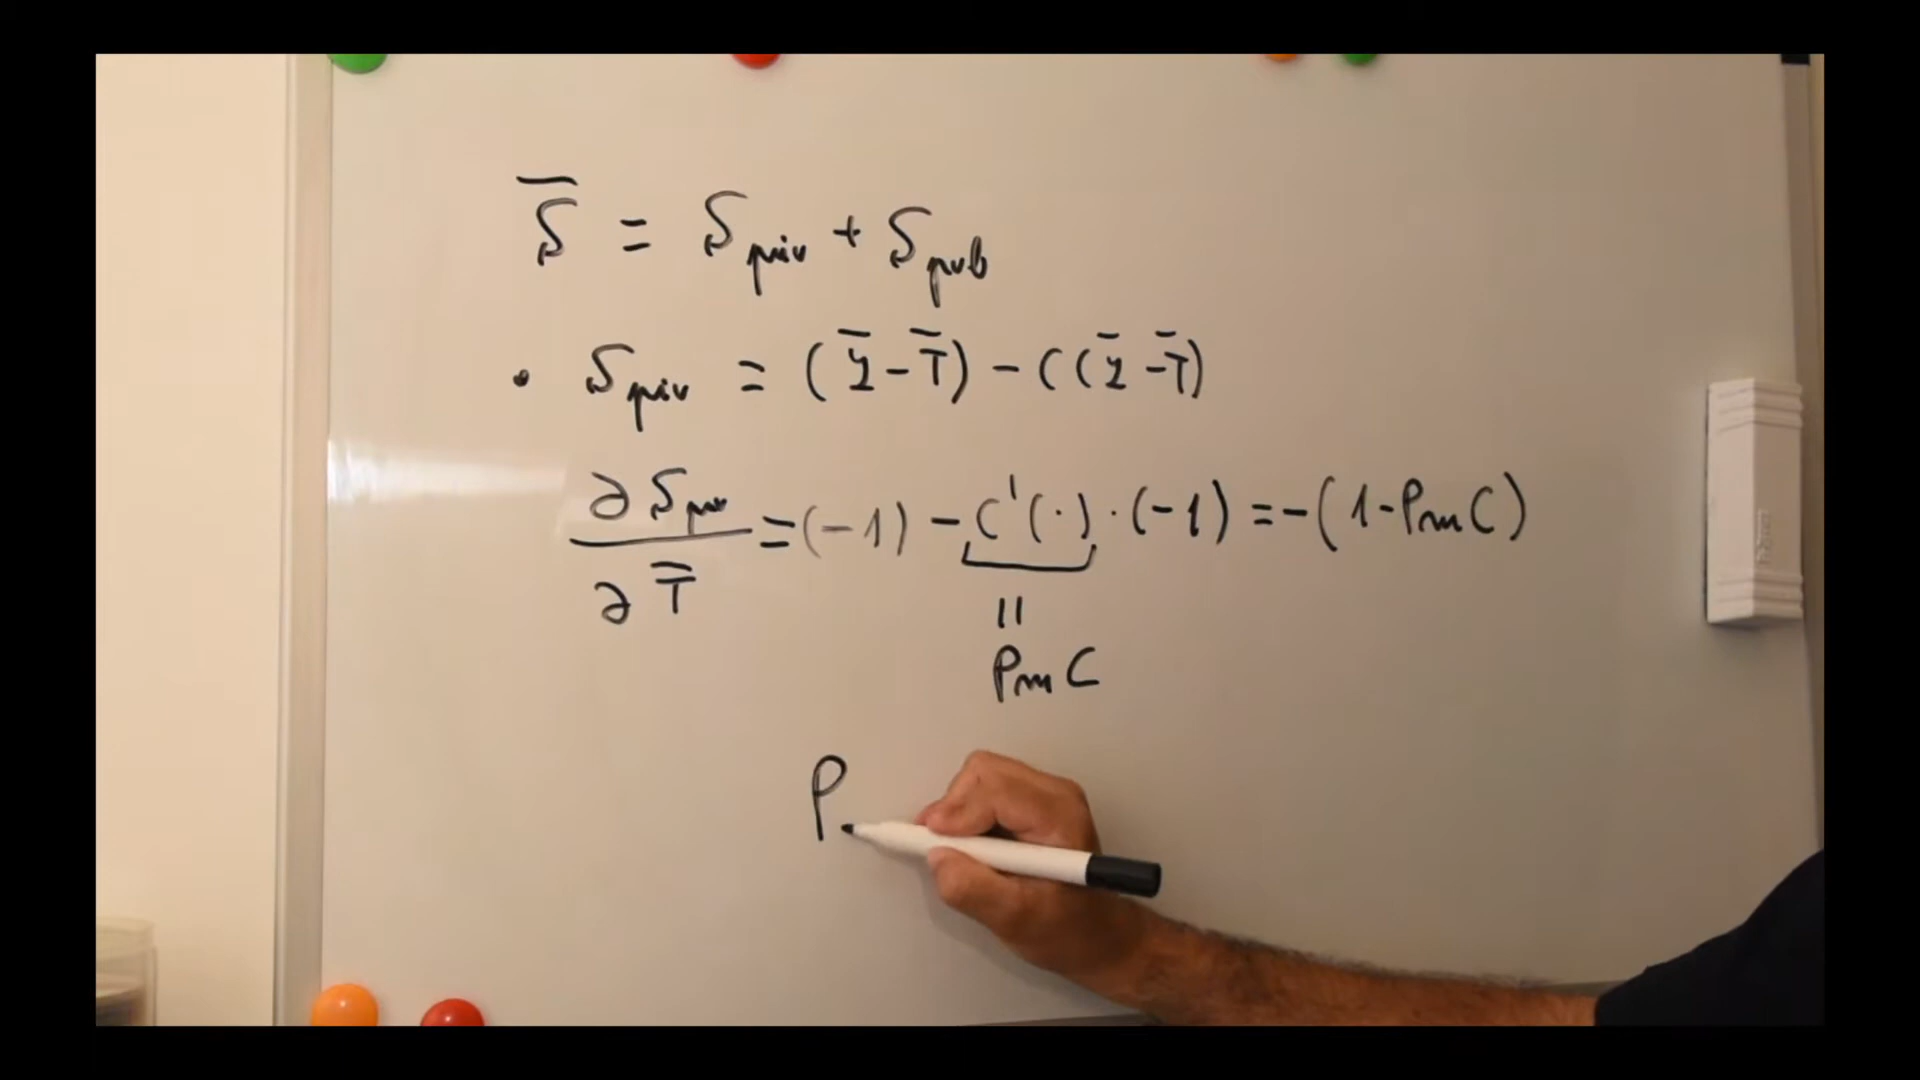 S̄ = S_priv + S_pub
• S_priv = (Ȳ - T̄) - C(Ȳ - T̄)
∂S_priv / ∂T̄ = (-1) - C'(·) · (-1) = -(1 - PmC)
||
PmC
P